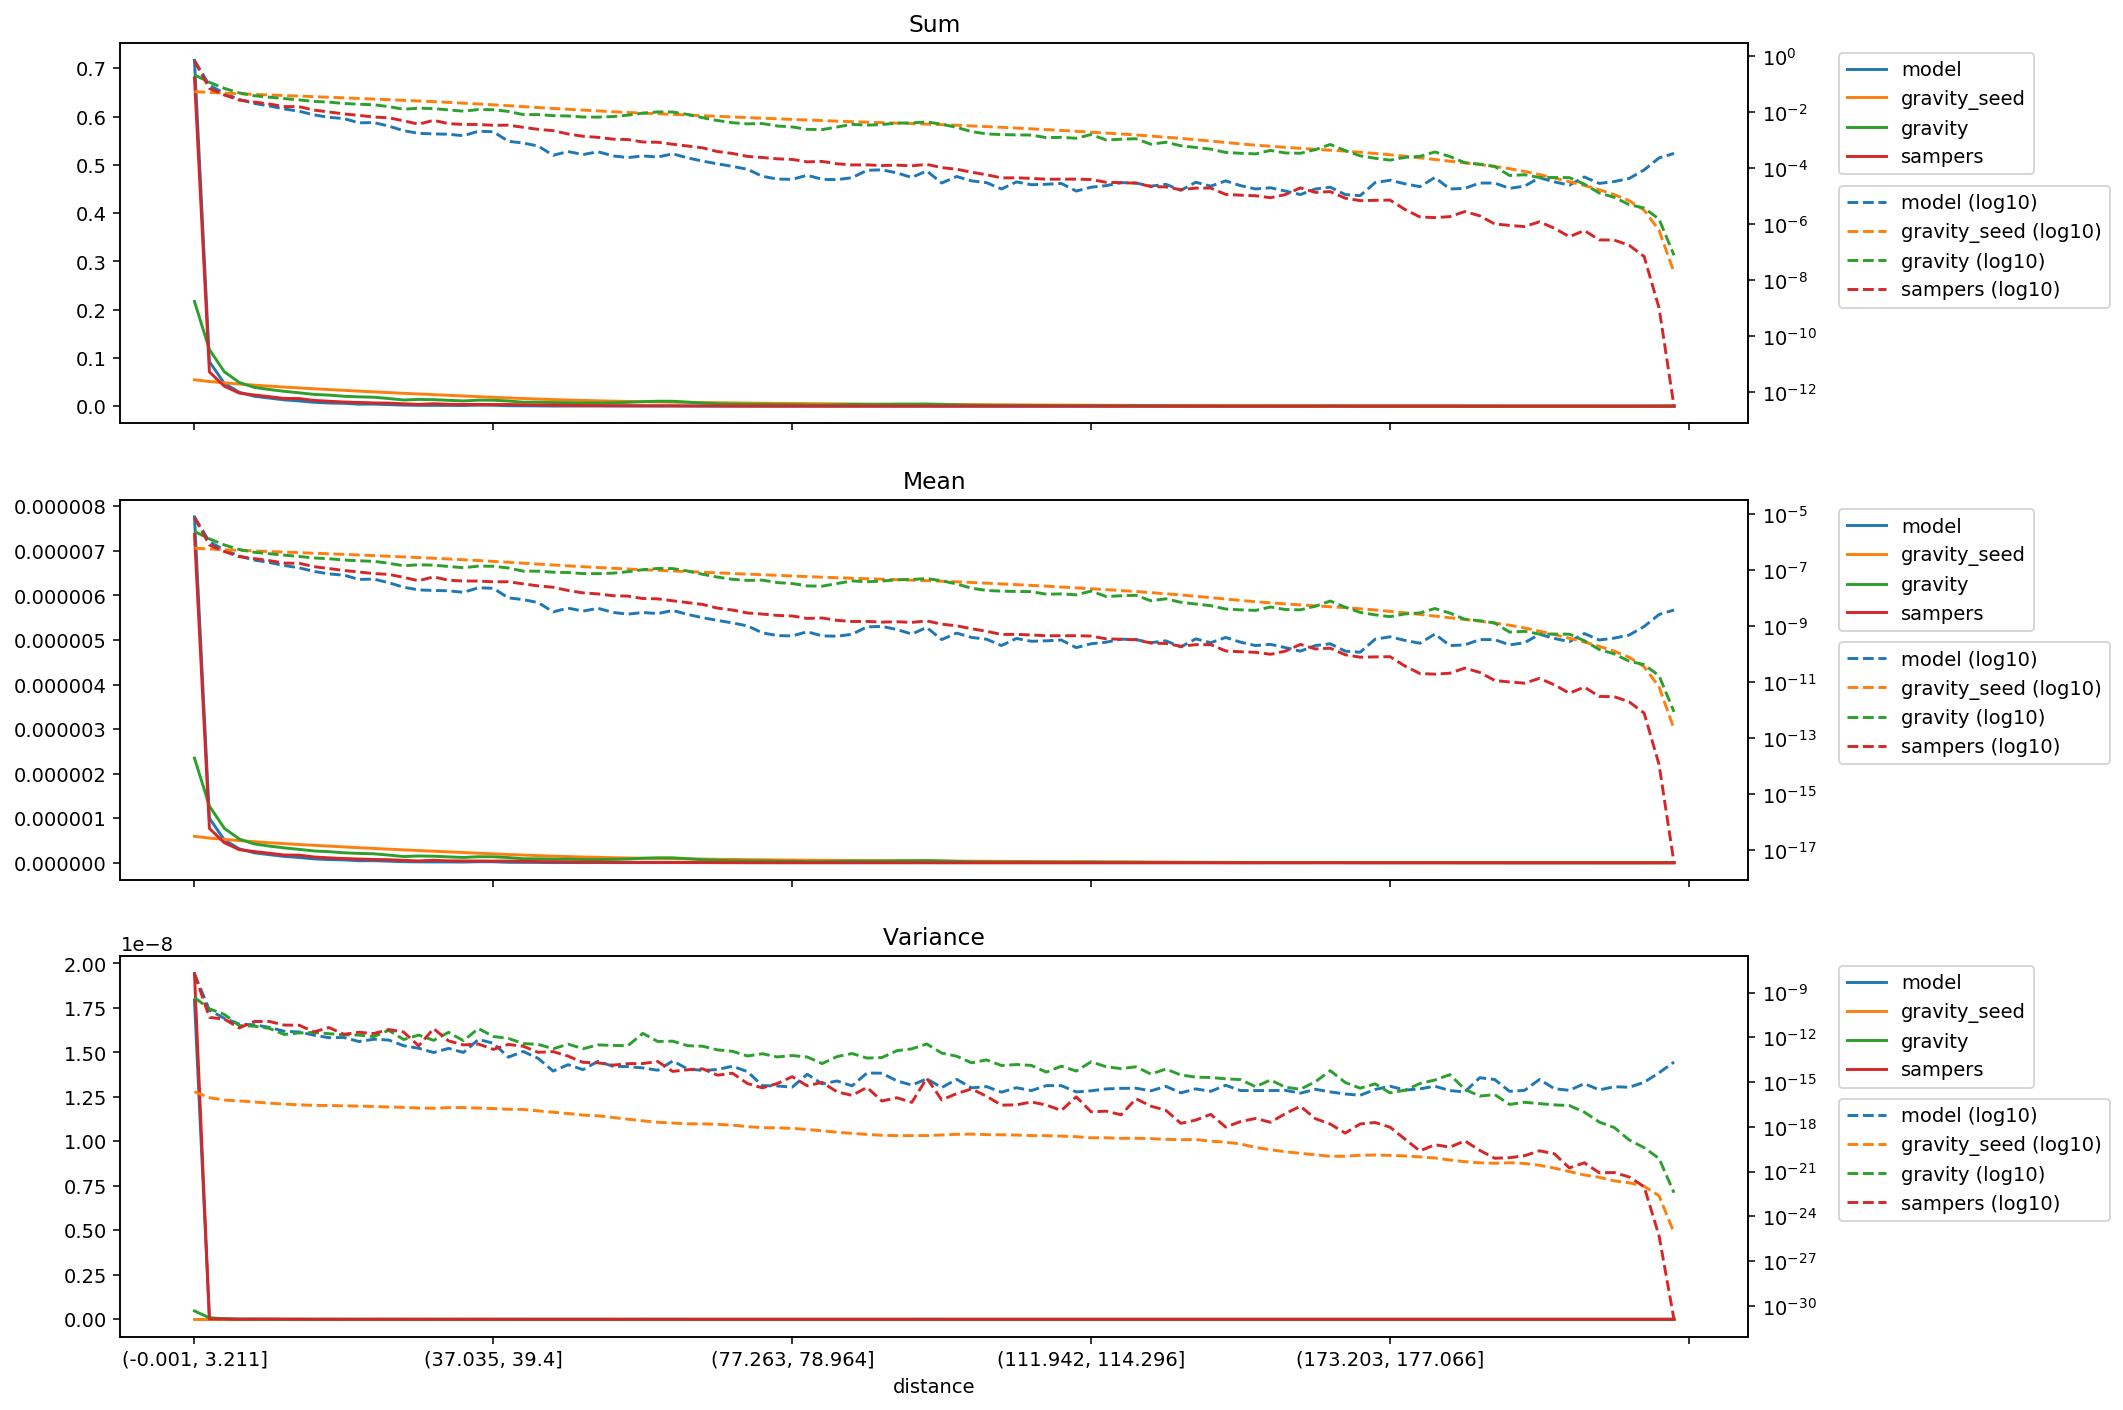 Sum
0.7
0.6
0.5
0.4
0.3
0.2
0.1
0.0
10⁰
10⁻²
10⁻⁴
10⁻⁶
10⁻⁸
10⁻¹⁰
10⁻¹²
model
gravity_seed
gravity
sampers
model (log10)
gravity_seed (log10)
gravity (log10)
sampers (log10)
Mean
0.000008
0.000007
0.000006
0.000005
0.000004
0.000003
0.000002
0.000001
0.000000
10⁻⁵
10⁻⁷
10⁻⁹
10⁻¹¹
10⁻¹³
10⁻¹⁵
10⁻¹⁷
model
gravity_seed
gravity
sampers
model (log10)
gravity_seed (log10)
gravity (log10)
sampers (log10)
Variance
1e−8
2.00
1.75
1.50
1.25
1.00
0.75
0.50
0.25
0.00
10⁻⁹
10⁻¹²
10⁻¹⁵
10⁻¹⁸
10⁻²¹
10⁻²⁴
10⁻²⁷
10⁻³⁰
model
gravity_seed
gravity
sampers
model (log10)
gravity_seed (log10)
gravity (log10)
sampers (log10)
(-0.001, 3.211] (37.035, 39.4] (77.263, 78.964] (111.942, 114.296] (173.203, 177.066]
distance